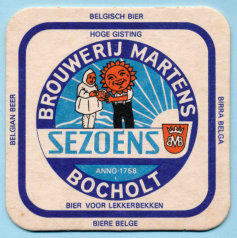 BELGISCH BIER
HOGE GISTING
BROUWERIJ MARTENS
SEZOENS
ANNO 1758
BOCHOLT
BIER VOOR LEKKERBEKKEN
BIERE BELGE
BELGIAN BEER
BIRRA BELGA